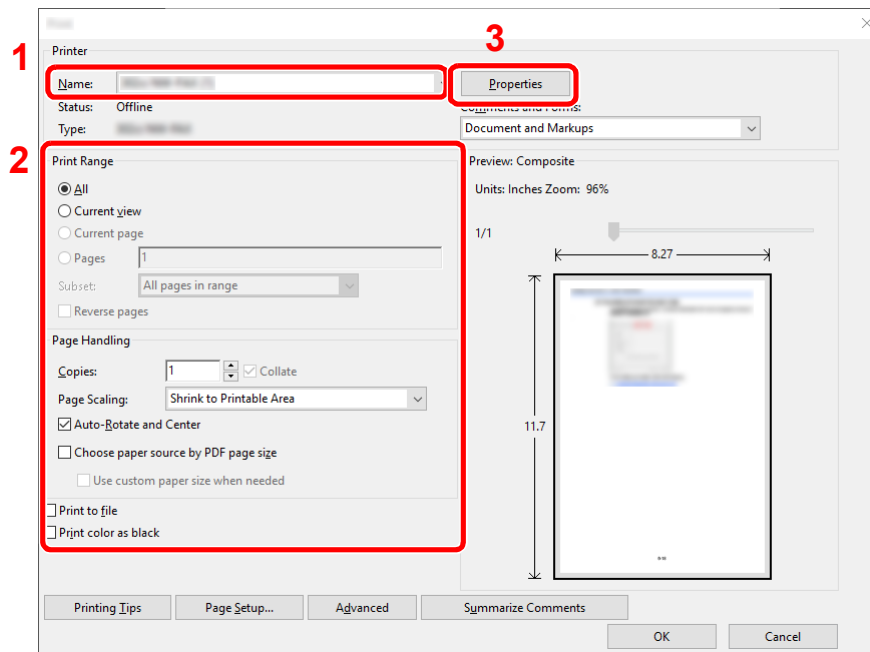 1
3
Printer
Name:
Properties
Status: Offline
Comments and Forms:
Type:
Document and Markups
2
Print Range
Preview: Composite
All
Units: Inches Zoom: 96%
Current view
Current page
1/1
Pages 1
8.27
Subset: All pages in range
Reverse pages
Page Handling
Copies: 1 Collate
Page Scaling: Shrink to Printable Area
Auto-Rotate and Center
11.7
Choose paper source by PDF page size
Use custom paper size when needed
Print to file
Print color as black
Printing Tips Page Setup... Advanced Summarize Comments
OK Cancel